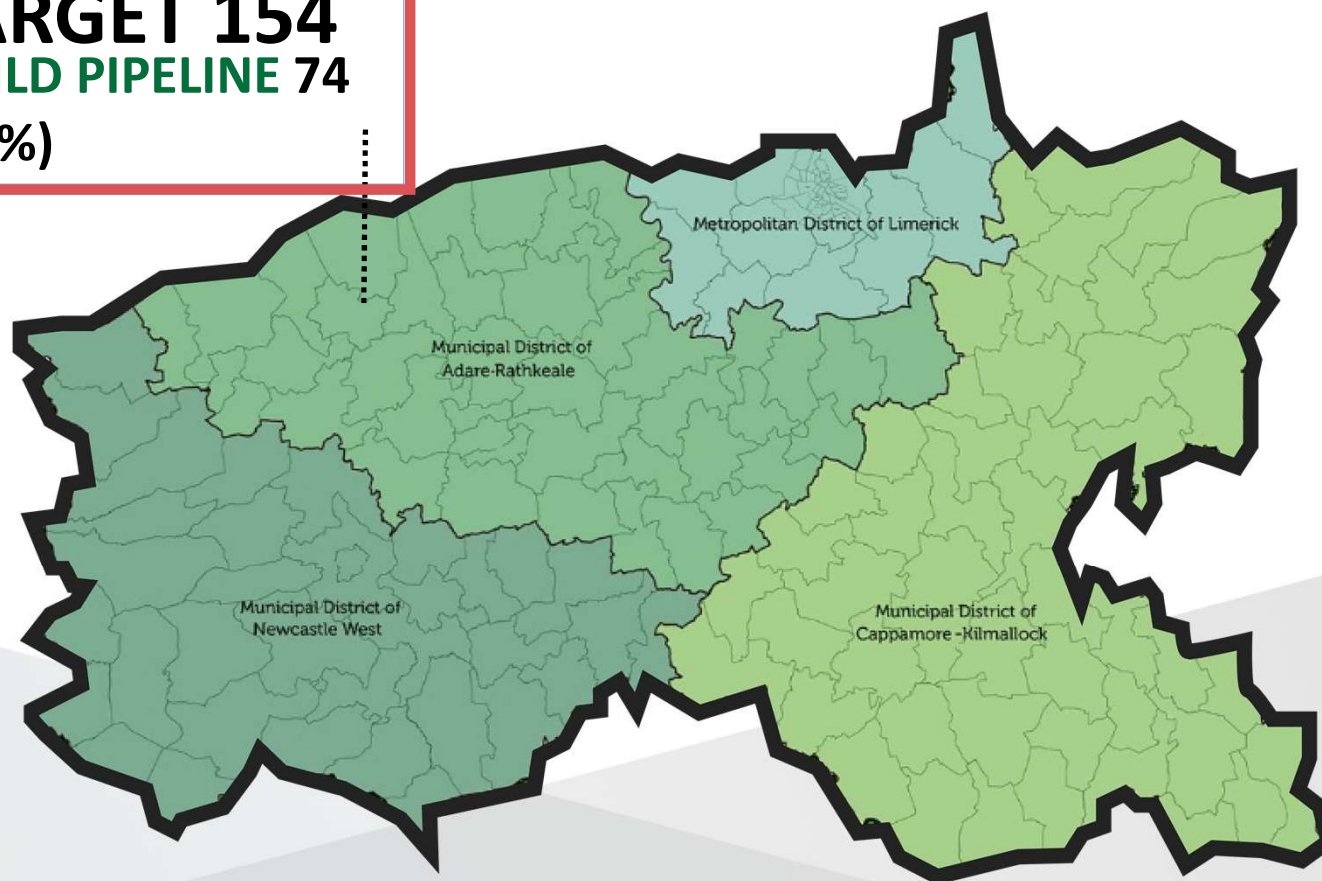 ARGET 154
ILD PIPELINE 74
%)
Metropolitan District of Limerick
Municipal District of
Adare-Rathkeale
Municipal District of
Newcastle West
Municipal District of
Cappamore -Kilmallock